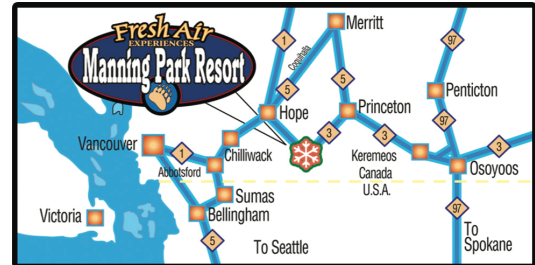 Fresh Air
EXPERIENCES
Manning Park Resort
1
Merritt
97
Coquihalla
5
5
Penticton
Hope
Princeton
97
3
3
3
Vancouver
1
Chilliwack
Keremeos
Osoyoos
Abbotsford
Canada
U.S.A.
Sumas
Victoria
Bellingham
97
5
To Seattle
To
Spokane